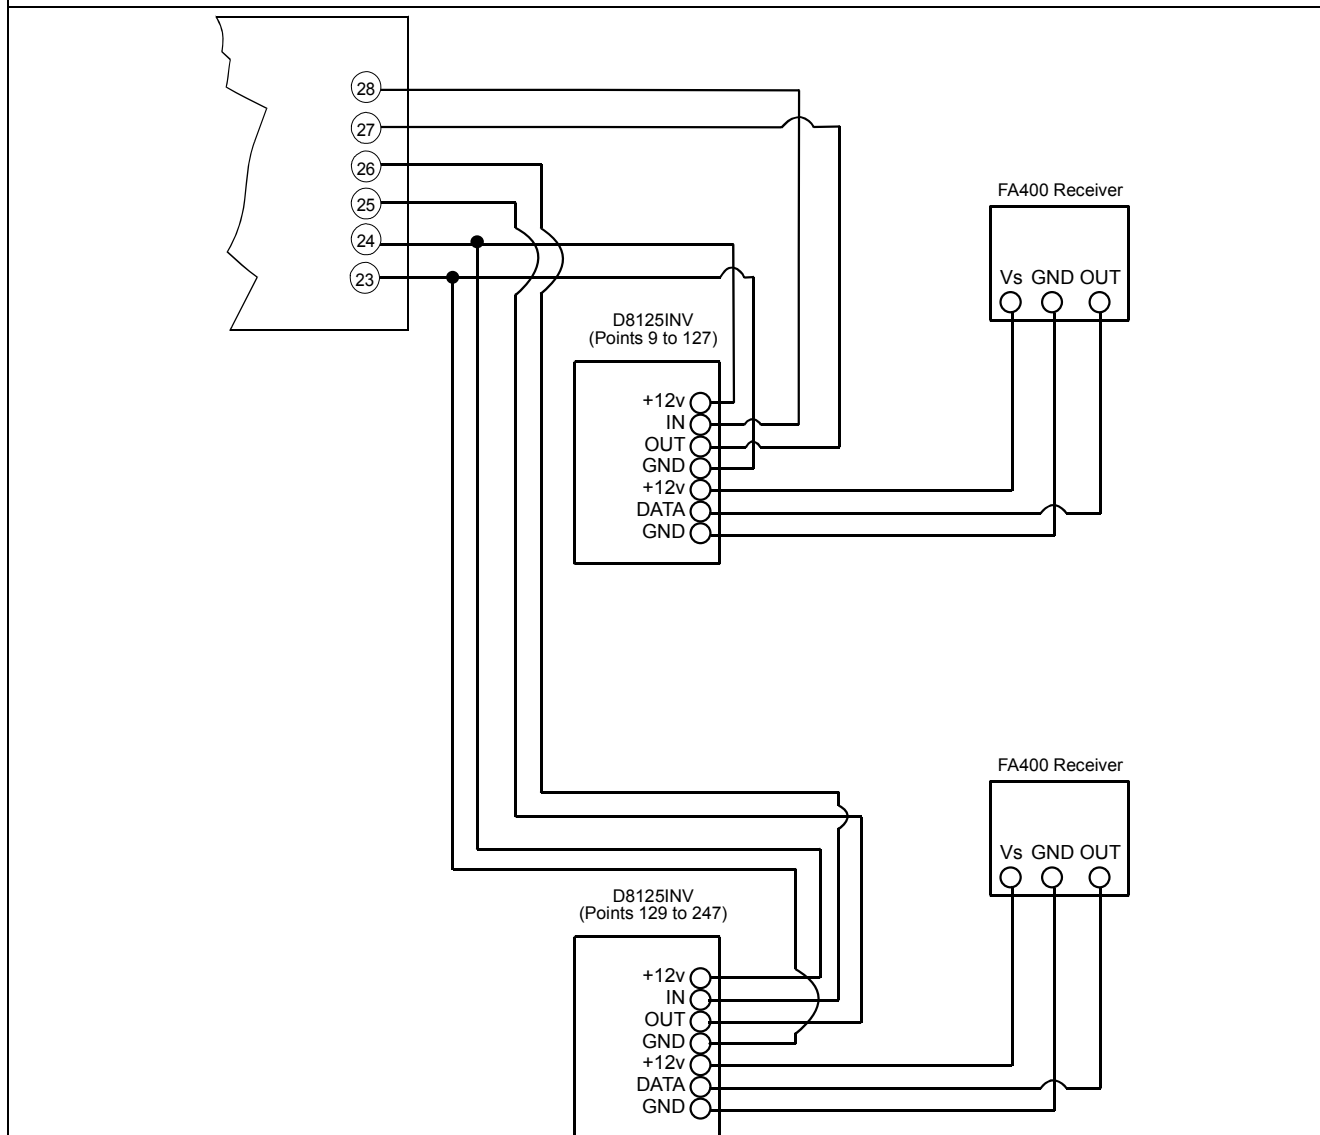 28
27
26
25
24
23
FA400 Receiver
Vs GND OUT
D8125INV
(Points 9 to 127)
+12v
IN
OUT
GND
+12v
DATA
GND
FA400 Receiver
Vs GND OUT
D8125INV
(Points 129 to 247)
+12v
IN
OUT
GND
+12v
DATA
GND